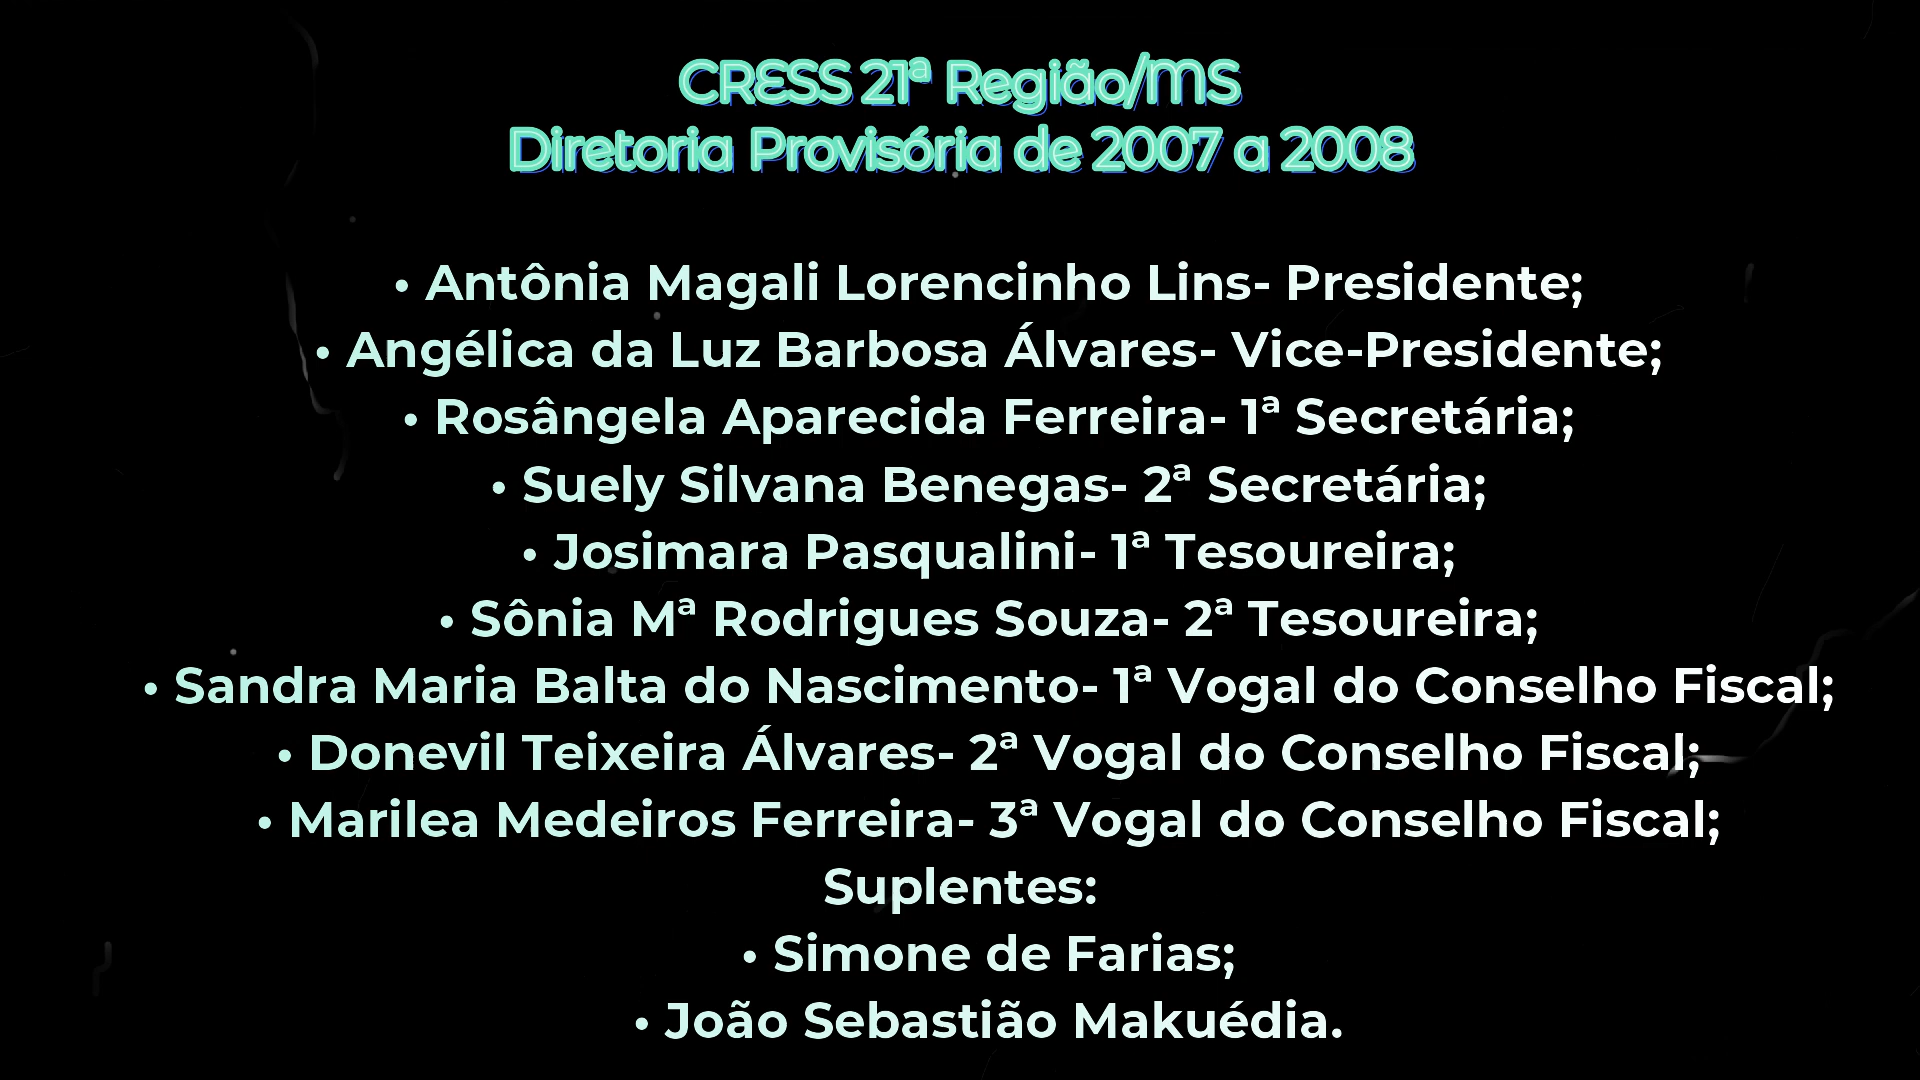 CRESS 21ª Região/MS
Diretoria Provisória de 2007 a 2008
• Antônia Magali Lorencinho Lins- Presidente;
• Angélica da Luz Barbosa Álvares- Vice-Presidente;
• Rosângela Aparecida Ferreira- 1ª Secretária;
• Suely Silvana Benegas- 2ª Secretária;
• Josimara Pasqualini- 1ª Tesoureira;
• Sônia Mª Rodrigues Souza- 2ª Tesoureira;
• Sandra Maria Balta do Nascimento- 1ª Vogal do Conselho Fiscal;
• Donevil Teixeira Álvares- 2ª Vogal do Conselho Fiscal;
• Marilea Medeiros Ferreira- 3ª Vogal do Conselho Fiscal;
Suplentes:
• Simone de Farias;
• João Sebastião Makuédia.